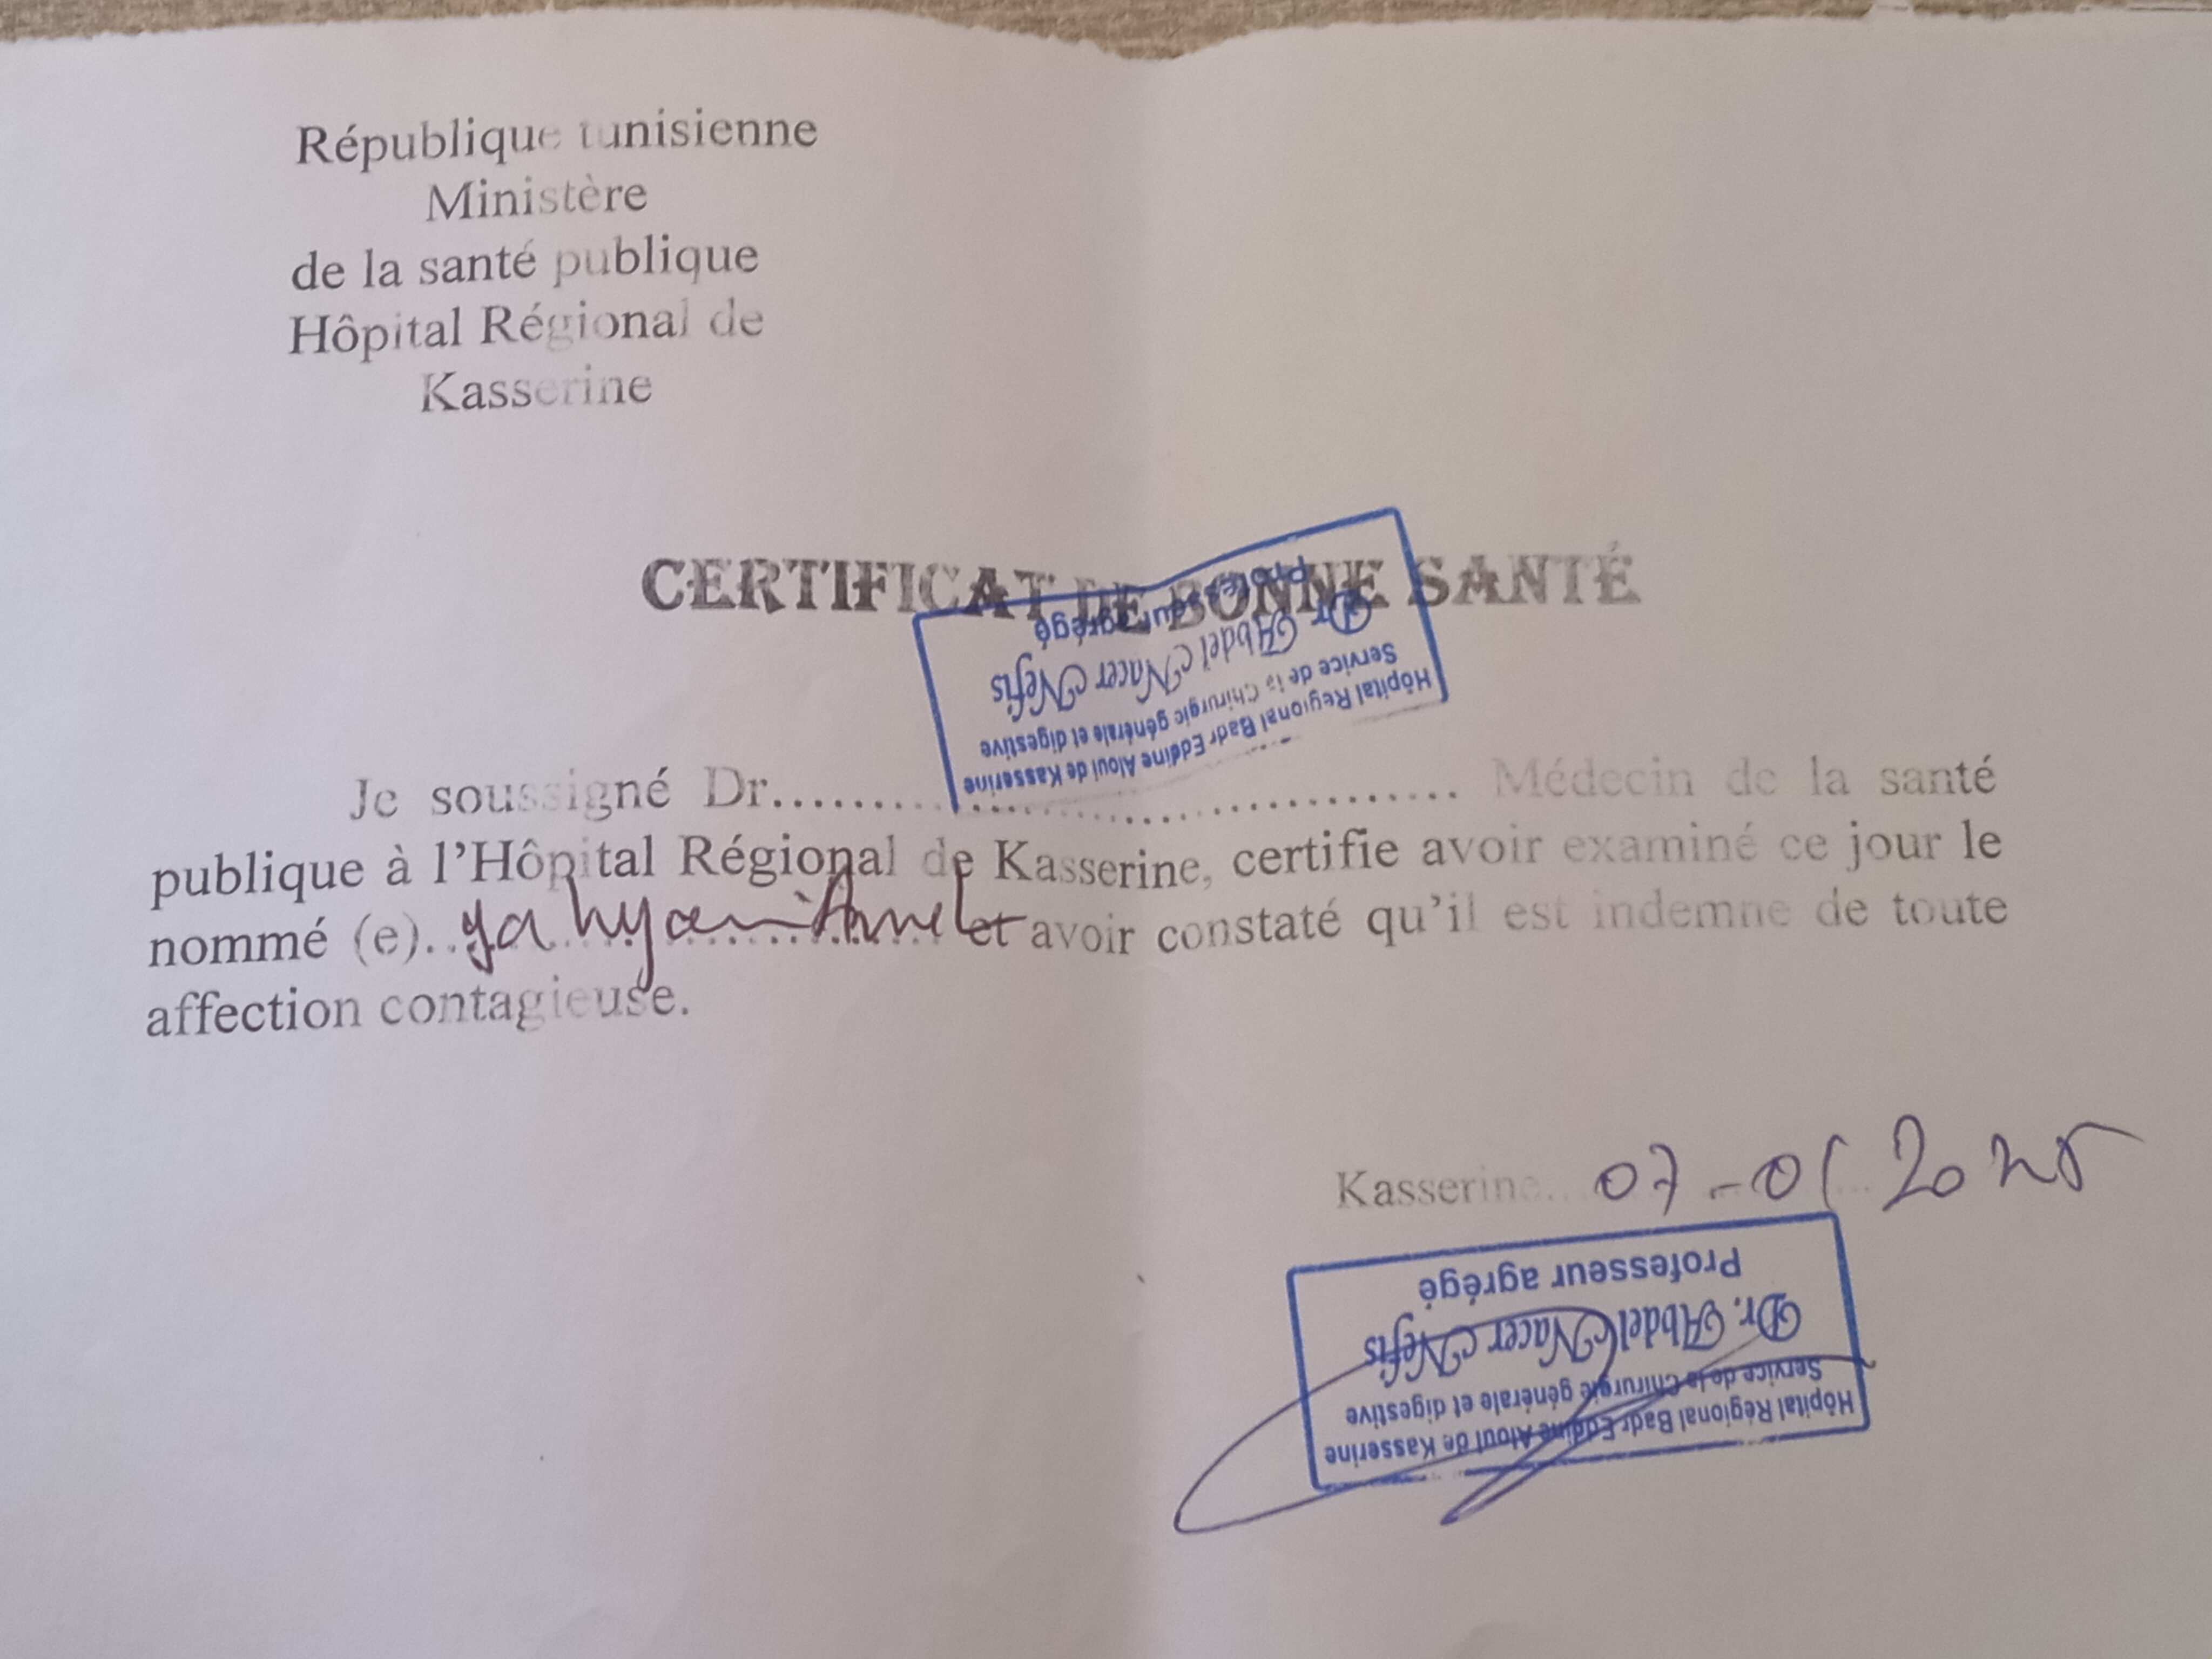 République tunisienne
Ministère
de la santé publique
Hôpital Régional de
Kasserine
CERTIFICAT DE BONNE SANTÉ
Professeur agrégé
Dr. Abdel Nacer Nefis
Service de la Chirurgie générale et digestive
Hôpital Régional Badr Eddine Aloui de Kasserine
Je soussigné Dr........................................ Médecin de la santé
publique à l'Hôpital Régional de Kasserine, certifie avoir examiné ce jour le
nommé (e).. yahyaoui et avoir constaté qu'il est indemne de toute
affection contagieuse.
Kasserine... 07-01 2025
Professeur agrégé
Dr. Abdel Nacer Nefis
Service de la Chirurgie générale et digestive
Hôpital Régional Badr Eddine Aloui de Kasserine